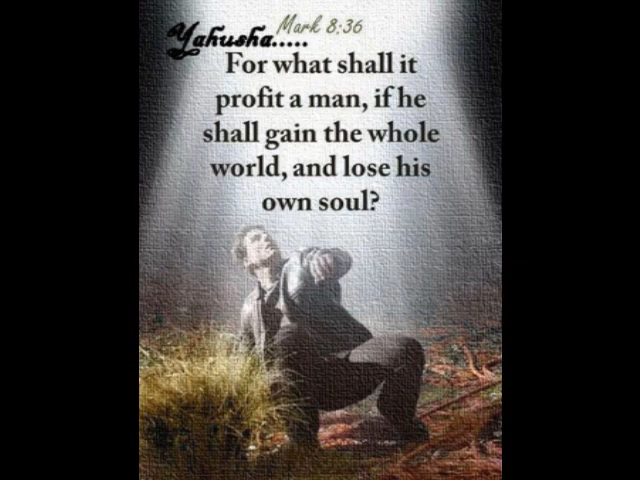 Mark 8:36
Yahusha.....
For what shall it
profit a man, if he
shall gain the whole
world, and lose his
own soul?